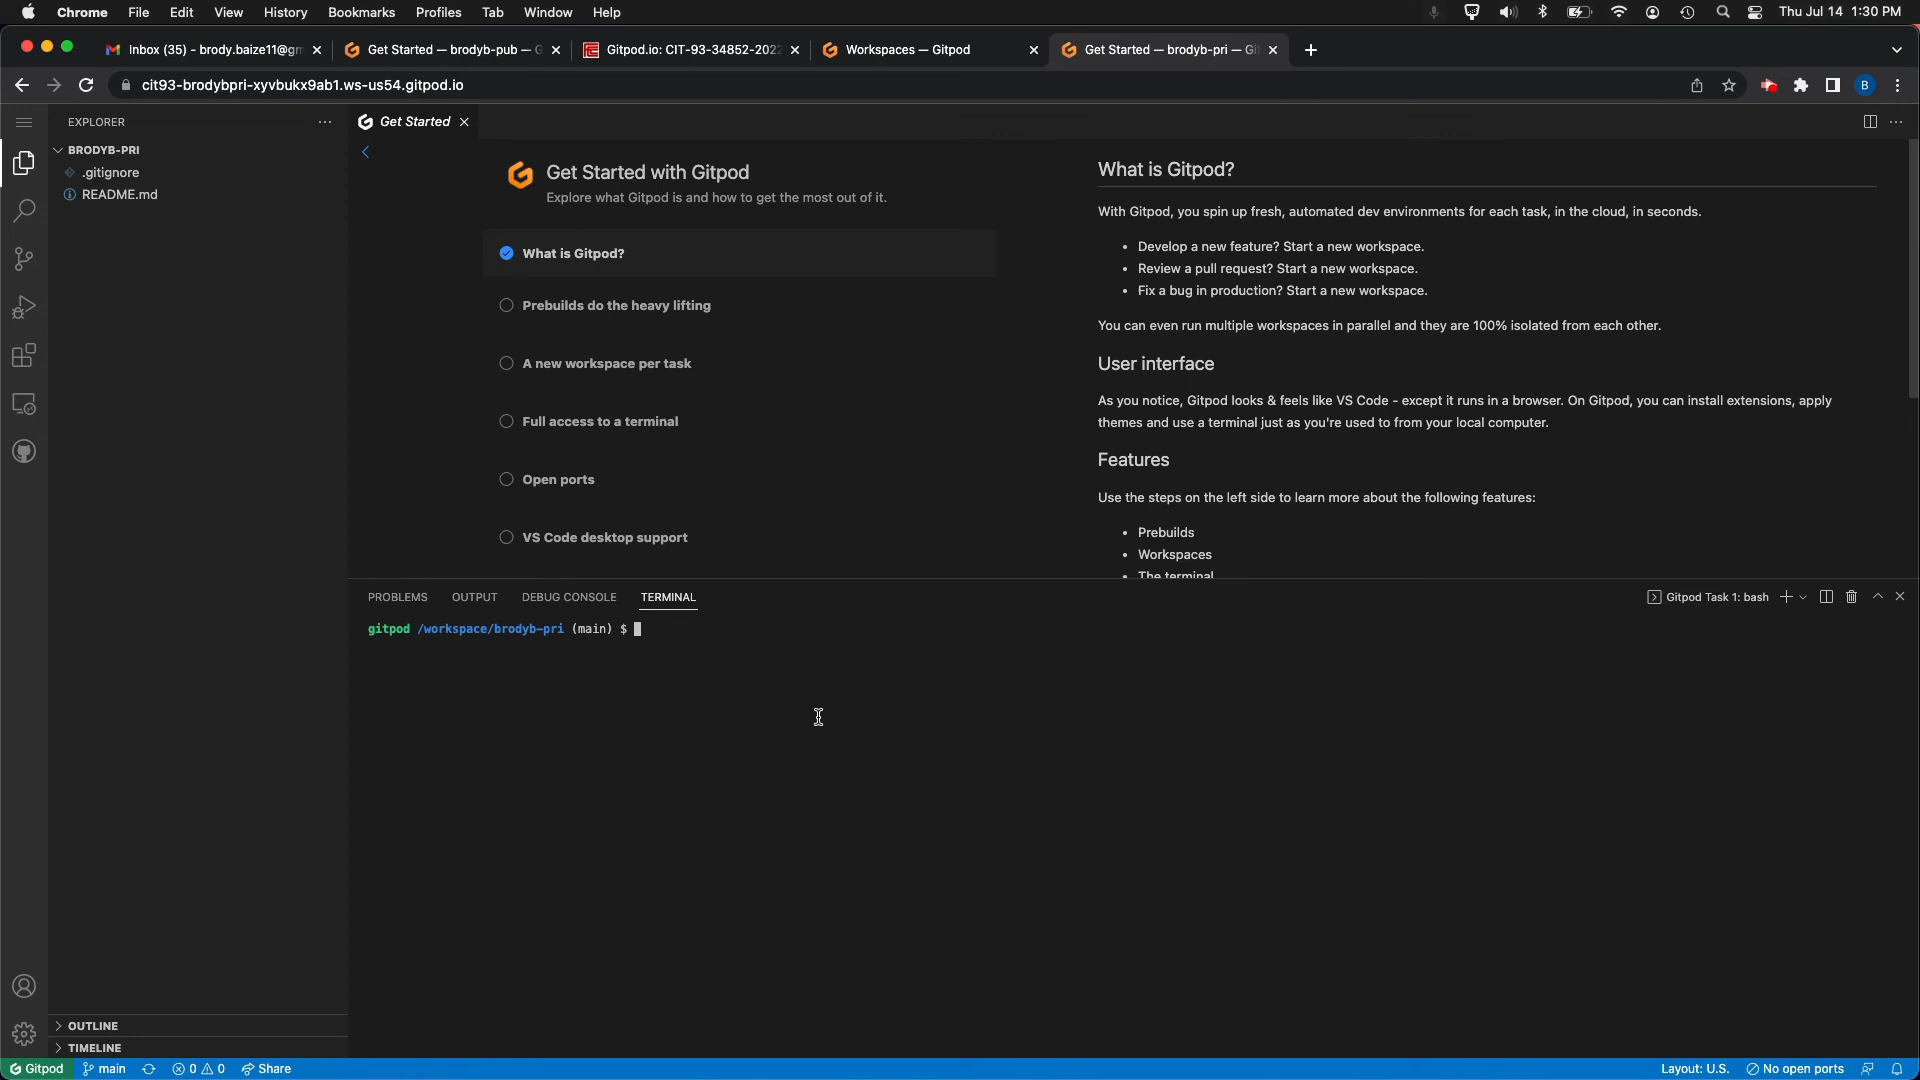 Chrome File Edit View History Bookmarks Profiles Tab Window Help Thu Jul 14 1:30 PM
Inbox (35) - brody.baize11@gm Get Started — brodyb-pub — G Gitpod.io: CIT-93-34852-2022 Workspaces — Gitpod Get Started — brodyb-pri — Git
cit93-brodybpri-xyvbukx9ab1.ws-us54.gitpod.io B
EXPLORER
Get Started
BRODYB-PRI
.gitignore
README.md
Get Started with Gitpod
Explore what Gitpod is and how to get the most out of it.
What is Gitpod?
Prebuilds do the heavy lifting
A new workspace per task
Full access to a terminal
Open ports
VS Code desktop support
What is Gitpod?
With Gitpod, you spin up fresh, automated dev environments for each task, in the cloud, in seconds.
• Develop a new feature? Start a new workspace.
• Review a pull request? Start a new workspace.
• Fix a bug in production? Start a new workspace.
You can even run multiple workspaces in parallel and they are 100% isolated from each other.
User interface
As you notice, Gitpod looks & feels like VS Code - except it runs in a browser. On Gitpod, you can install extensions, apply
themes and use a terminal just as you're used to from your local computer.
Features
Use the steps on the left side to learn more about the following features:
• Prebuilds
• Workspaces
• The terminal
PROBLEMS OUTPUT DEBUG CONSOLE TERMINAL Gitpod Task 1: bash
gitpod /workspace/brodyb-pri (main) $
OUTLINE
TIMELINE
Gitpod main 0 0 Share Layout: U.S. No open ports